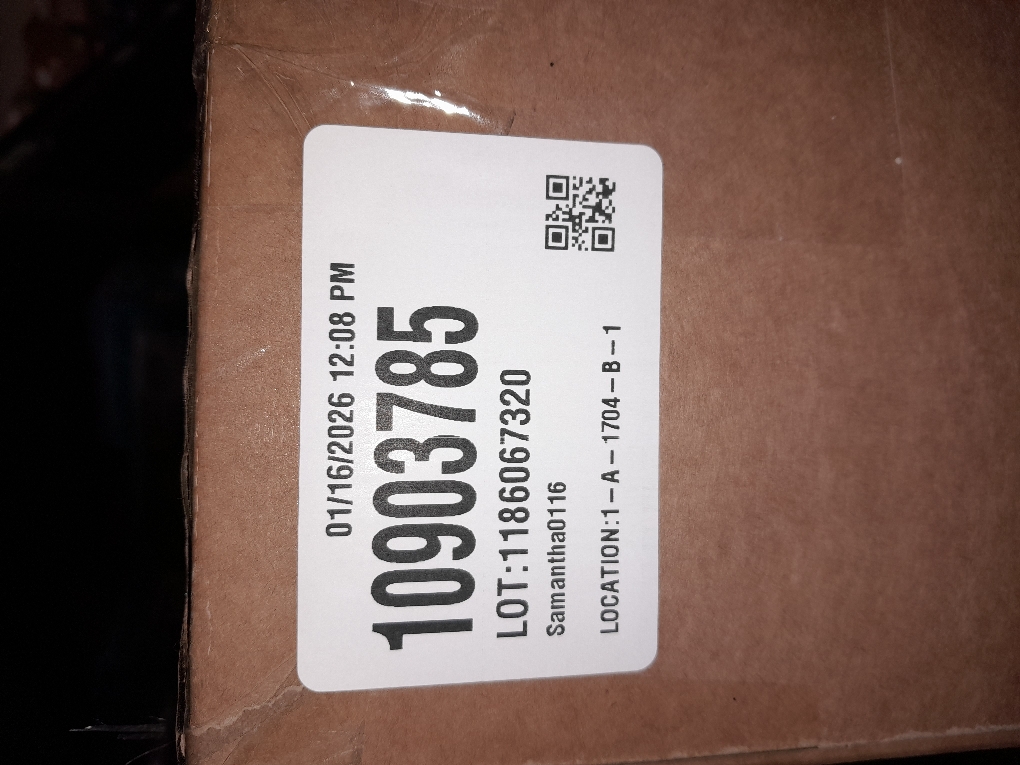 01/16/2026 12:08 PM
10903785
LOT:1186067320
Samantha0116
LOCATION:1-A-1704-B-1